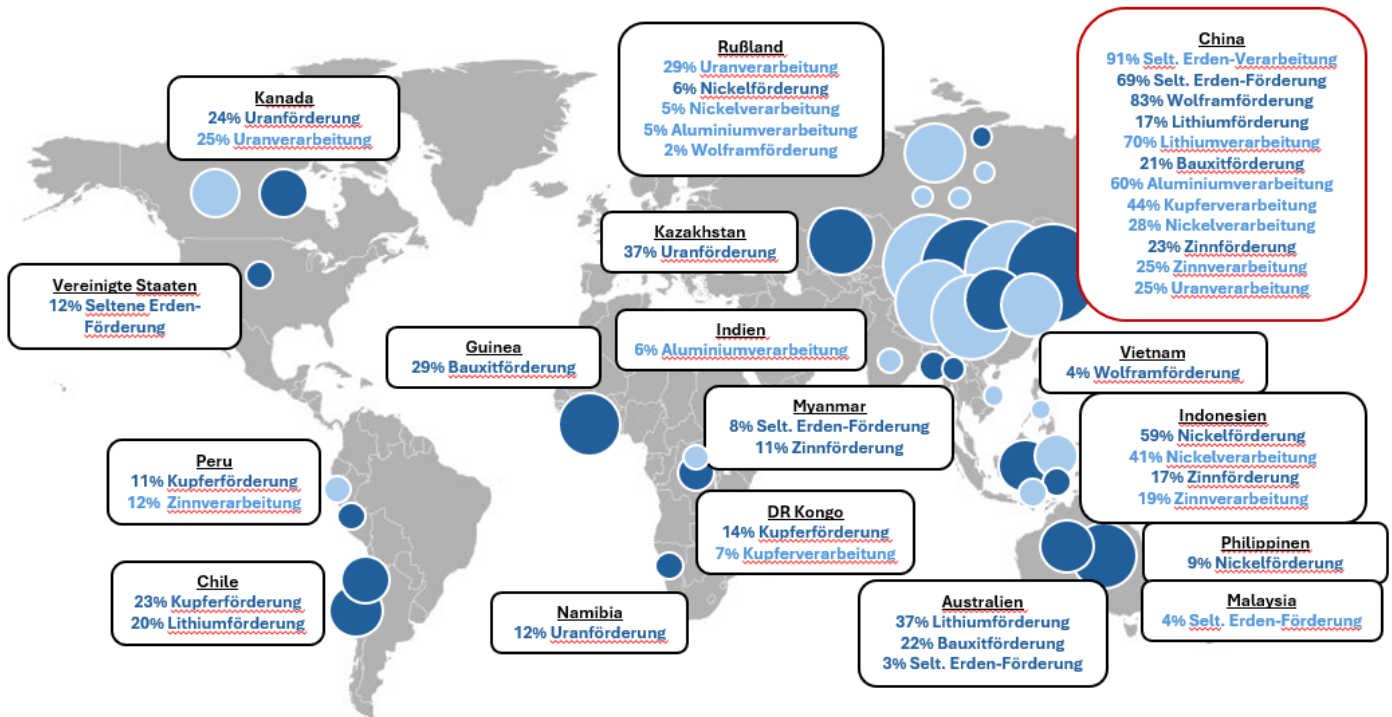 Kanada
24% Uranförderung
25% Uranverarbeitung
Rußland
29% Uranverarbeitung
6% Nickelförderung
5% Nickelverarbeitung
5% Aluminiumverarbeitung
2% Wolframförderung
China
91% Selt. Erden-Verarbeitung
69% Selt. Erden-Förderung
83% Wolframförderung
17% Lithiumförderung
70% Lithiumverarbeitung
21% Bauxitförderung
60% Aluminiumverarbeitung
44% Kupferverarbeitung
28% Nickelverarbeitung
23% Zinnförderung
25% Zinnverarbeitung
25% Uranverarbeitung
Kazakhstan
37% Uranförderung
Vereinigte Staaten
12% Seltene Erden-
Förderung
Guinea
29% Bauxitförderung
Indien
6% Aluminiumverarbeitung
Vietnam
4% Wolframförderung
Myanmar
8% Selt. Erden-Förderung
11% Zinnförderung
Indonesien
59% Nickelförderung
41% Nickelverarbeitung
17% Zinnförderung
19% Zinnverarbeitung
Peru
11% Kupferförderung
12% Zinnverarbeitung
DR Kongo
14% Kupferförderung
7% Kupferverarbeitung
Philippinen
9% Nickelförderung
Chile
23% Kupferförderung
20% Lithiumförderung
Namibia
12% Uranförderung
Australien
37% Lithiumförderung
22% Bauxitförderung
3% Selt. Erden-Förderung
Malaysia
4% Selt. Erden-Förderung